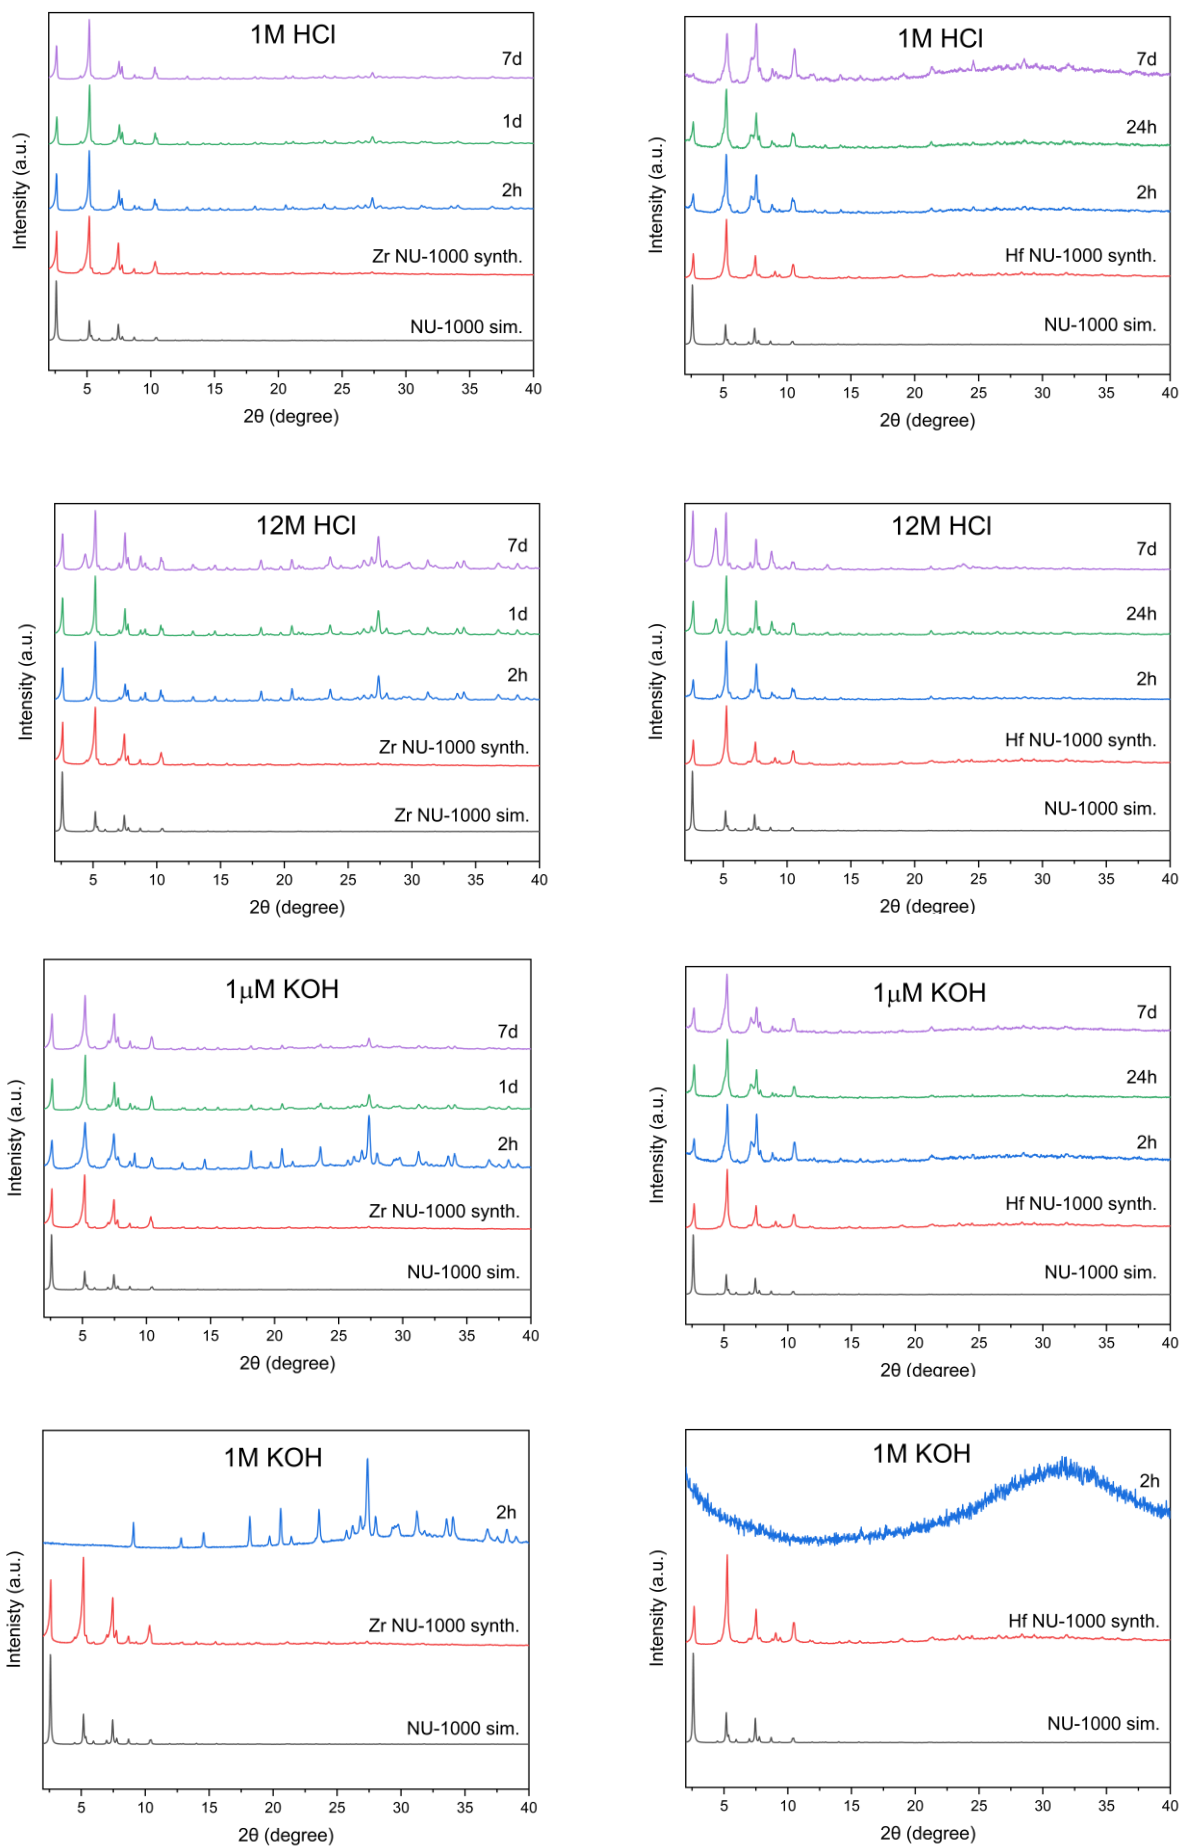 1M HCl
7d
1d
2h
Zr NU-1000 synth.
NU-1000 sim.
Intensity (a.u.)
5 10 15 20 25 30 35 40
2θ (degree)
1M HCl
7d
24h
2h
Hf NU-1000 synth.
NU-1000 sim.
Intensity (a.u.)
5 10 15 20 25 30 35 40
2θ (degree)
12M HCl
7d
1d
2h
Zr NU-1000 synth.
Zr NU-1000 sim.
Intensity (a.u.)
5 10 15 20 25 30 35 40
2θ (degree)
12M HCl
7d
24h
2h
Hf NU-1000 synth.
NU-1000 sim.
Intensity (a.u.)
5 10 15 20 25 30 35 40
2θ (degree)
1μM KOH
7d
1d
2h
Zr NU-1000 synth.
NU-1000 sim.
Intenisty (a.u.)
5 10 15 20 25 30 35 40
2θ (degree)
1μM KOH
7d
24h
2h
Hf NU-1000 synth.
NU-1000 sim.
Intensity (a.u.)
5 10 15 20 25 30 35 40
2θ (degree)
1M KOH
2h
Zr NU-1000 synth.
NU-1000 sim.
Intenisty (a.u.)
5 10 15 20 25 30 35 40
2θ (degree)
1M KOH
2h
Hf NU-1000 synth.
NU-1000 sim.
Intensity (a.u.)
5 10 15 20 25 30 35 40
2θ (degree)